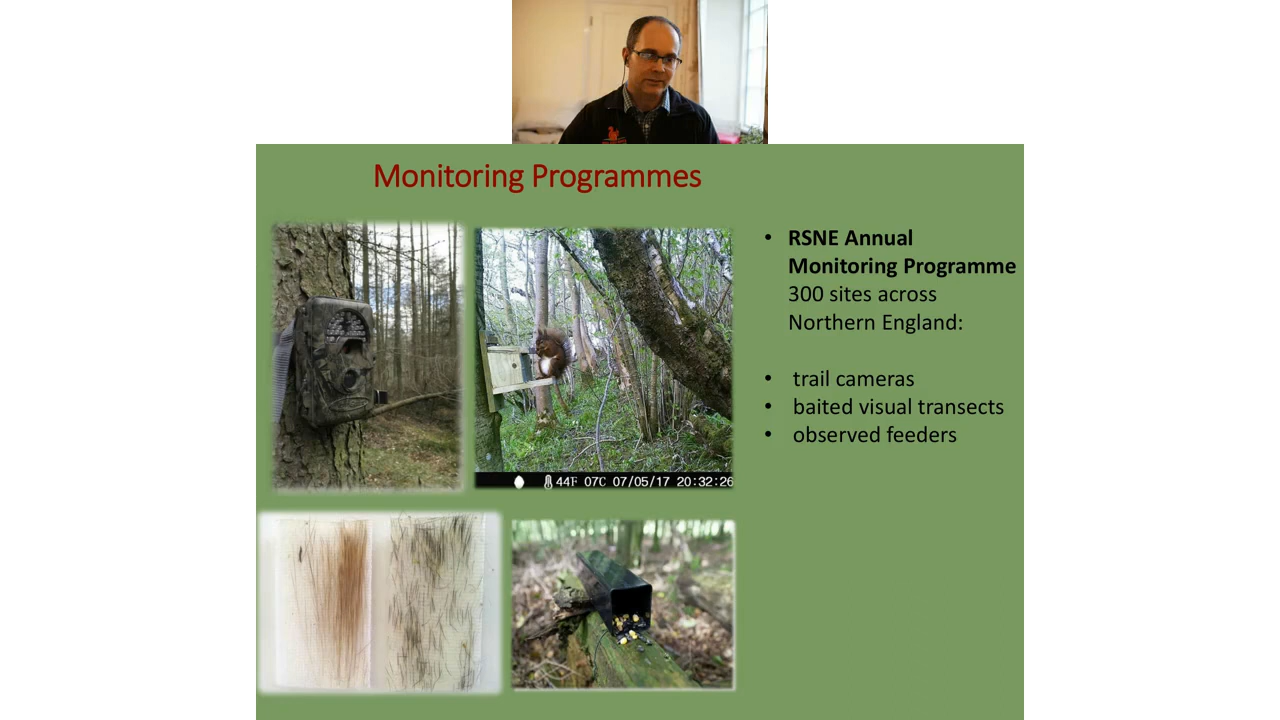 Monitoring Programmes
• RSNE Annual
Monitoring Programme
300 sites across
Northern England:
• trail cameras
• baited visual transects
• observed feeders
44F 07C 07/05/17 20:32:26